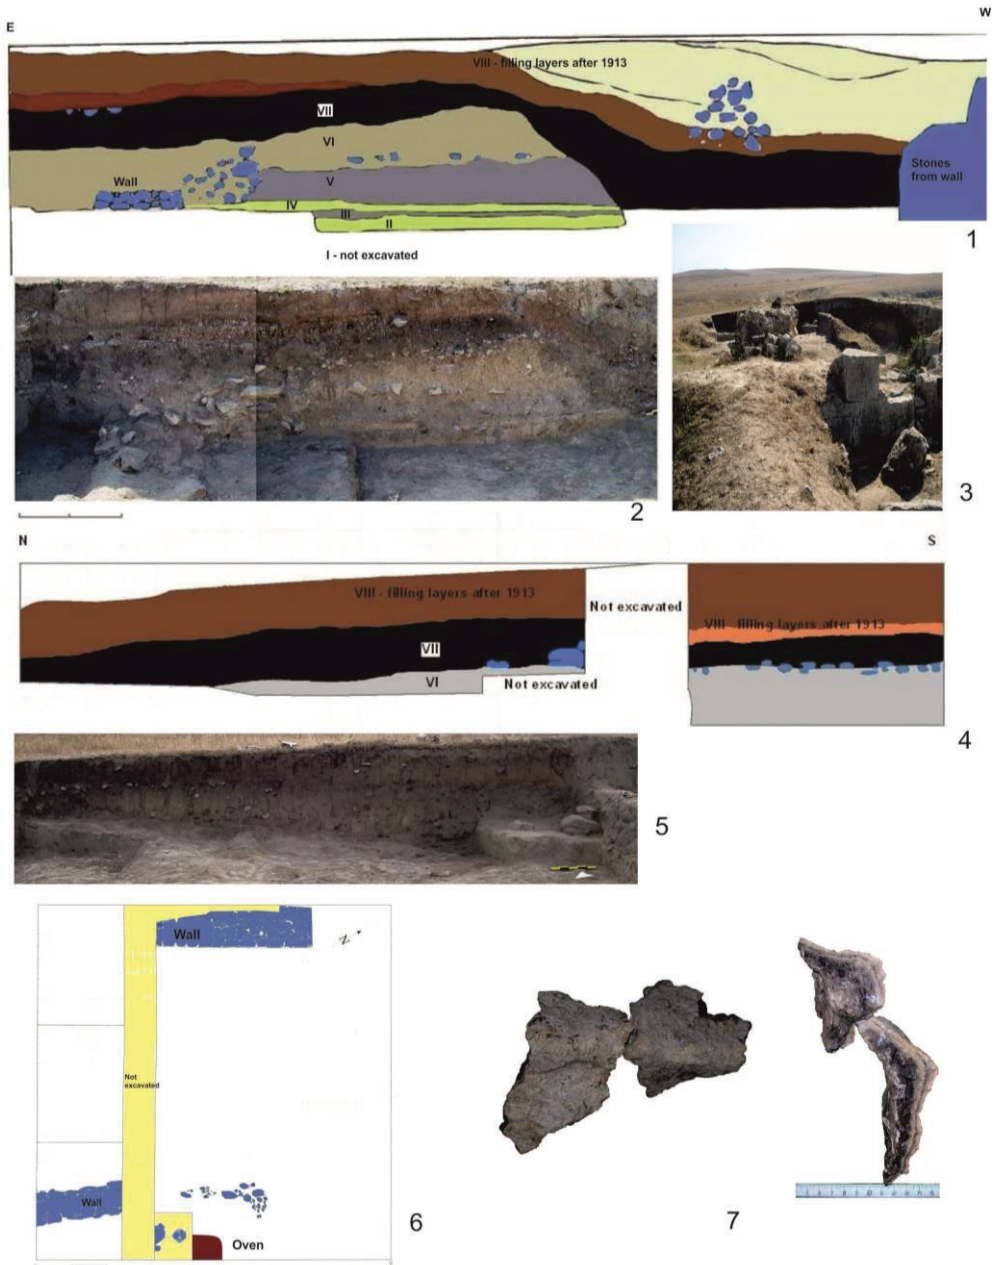 E
W
VIII - filling layers after 1913
VII
VI
Wall
V
Stones
from wall
IV
III
II
1
I - not excavated
2
3
N
S
VIII - filling layers after 1913
Not excavated
VIII - filling layers after 1913
VII
VI
Not excavated
4
5
Wall
N
Not
excavated
Wall
6
Oven
7